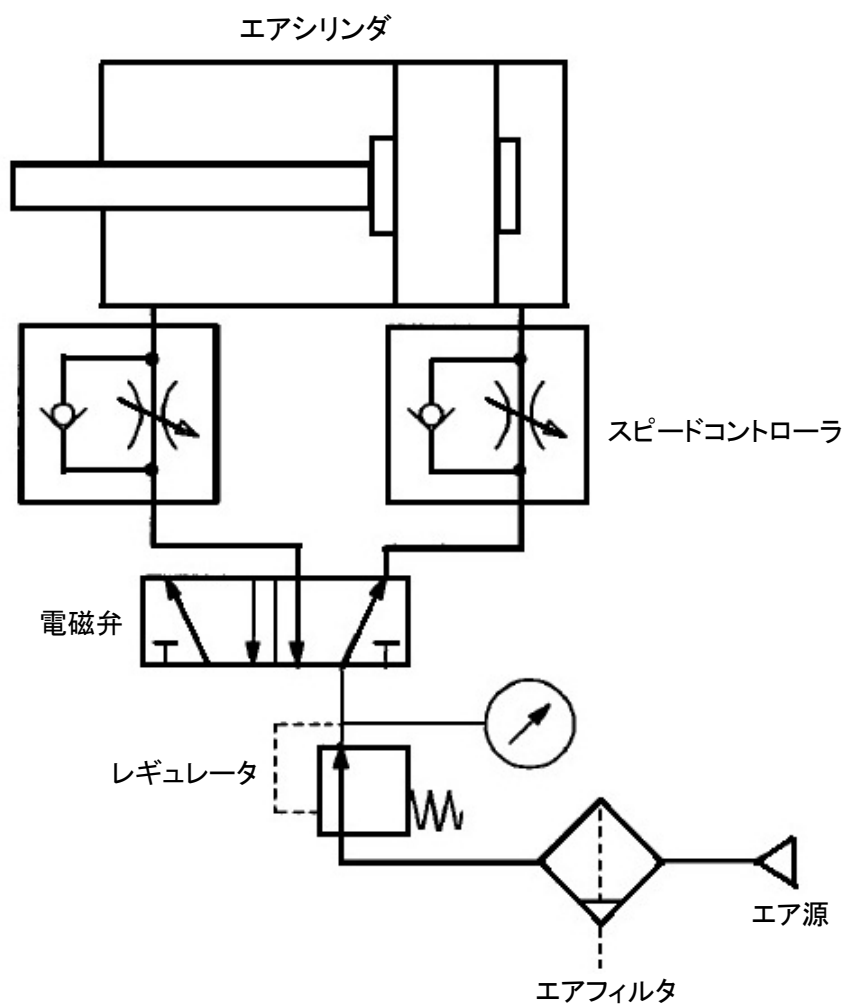 エアシリンダ
スピードコントローラ
電磁弁
レギュレータ
エア源
エアフィルタ